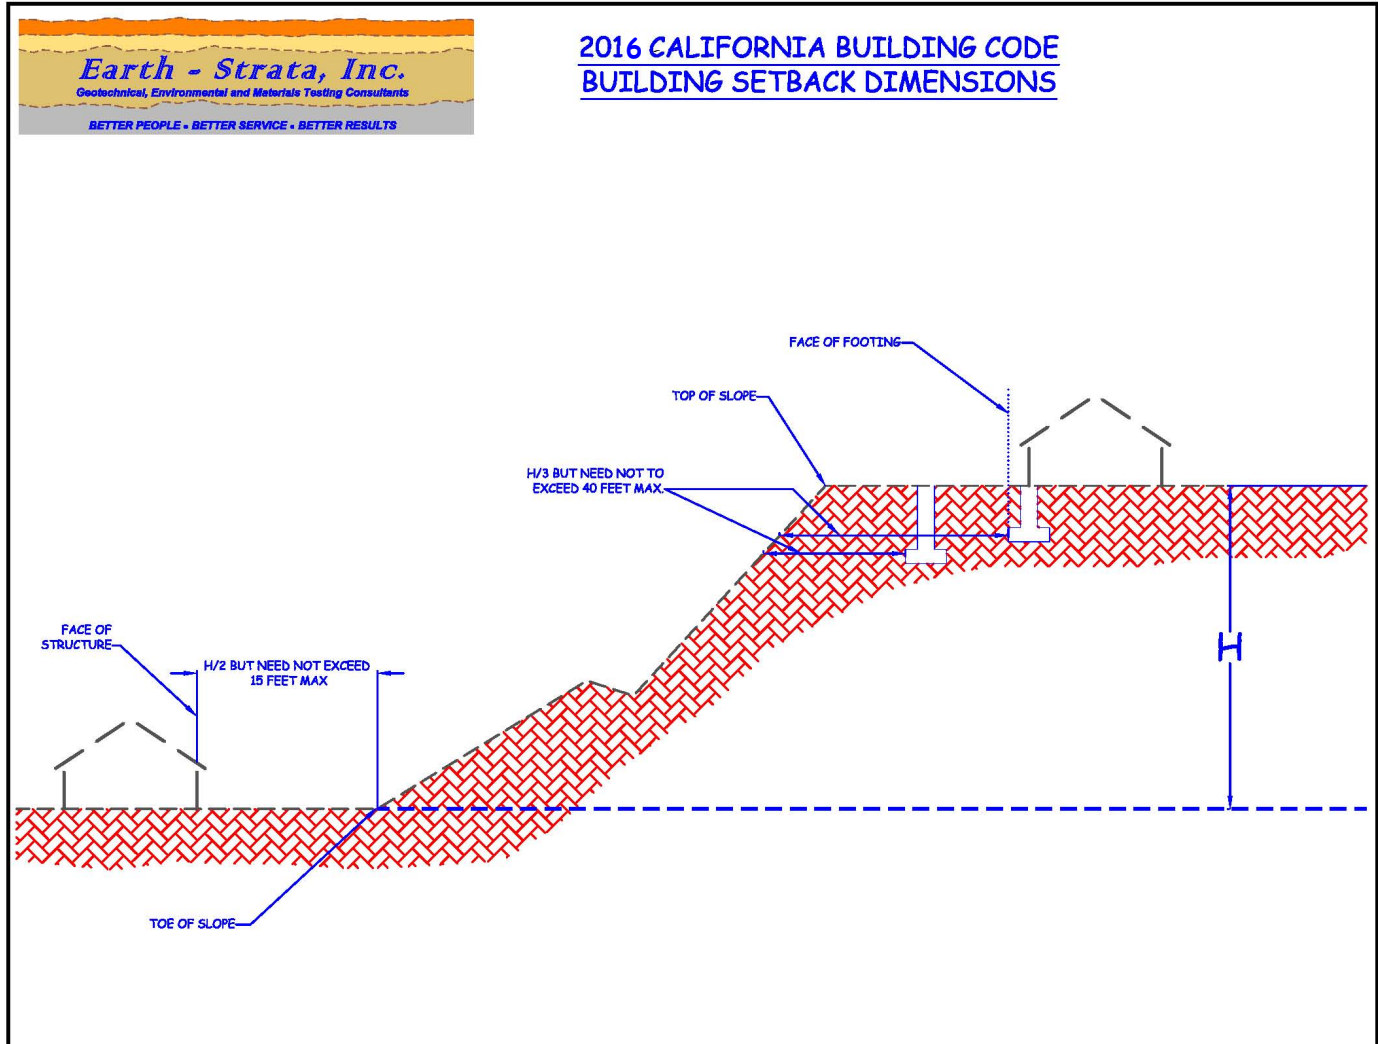 Earth - Strata, Inc.
Geotechnical, Environmental and Materials Testing Consultants
BETTER PEOPLE • BETTER SERVICE • BETTER RESULTS
2016 CALIFORNIA BUILDING CODE
BUILDING SETBACK DIMENSIONS
FACE OF FOOTING
TOP OF SLOPE
H/3 BUT NEED NOT TO
EXCEED 40 FEET MAX.
H
FACE OF
STRUCTURE
H/2 BUT NEED NOT EXCEED
15 FEET MAX
TOE OF SLOPE